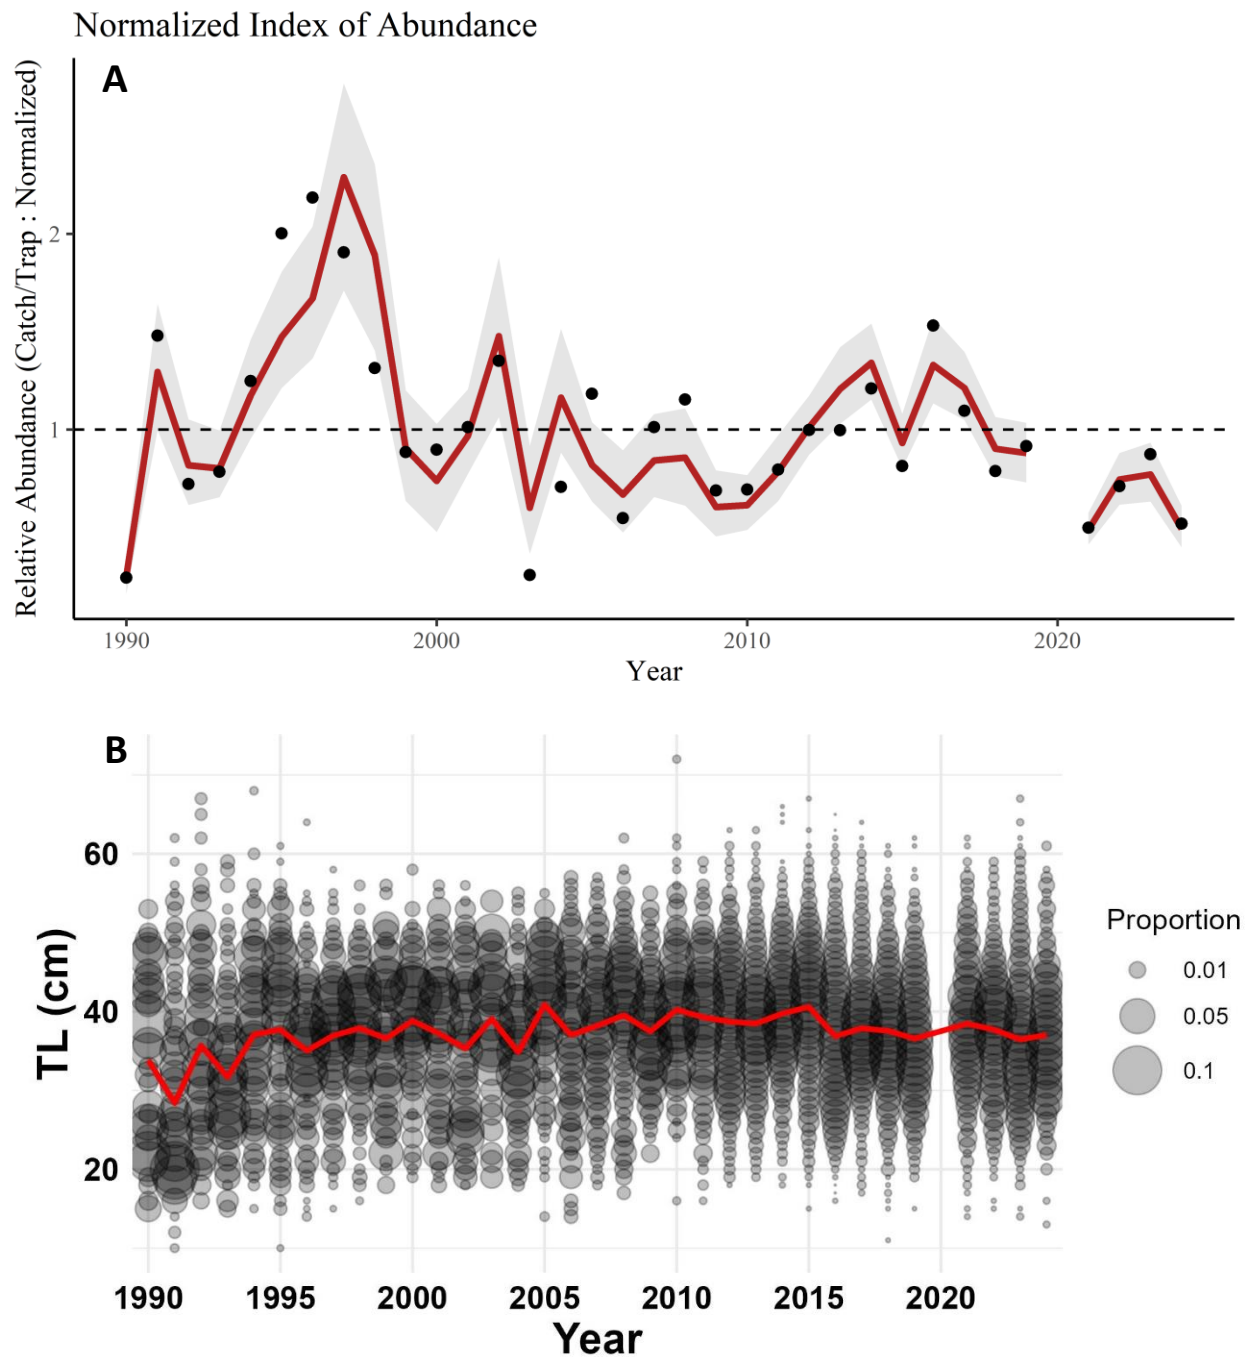 Normalized Index of Abundance
A
Relative Abundance (Catch/Trap : Normalized)
2
1
1990 2000 2010 2020
Year
B
TL (cm)
60
40
20
1990 1995 2000 2005 2010 2015 2020
Year
Proportion
0.01
0.05
0.1